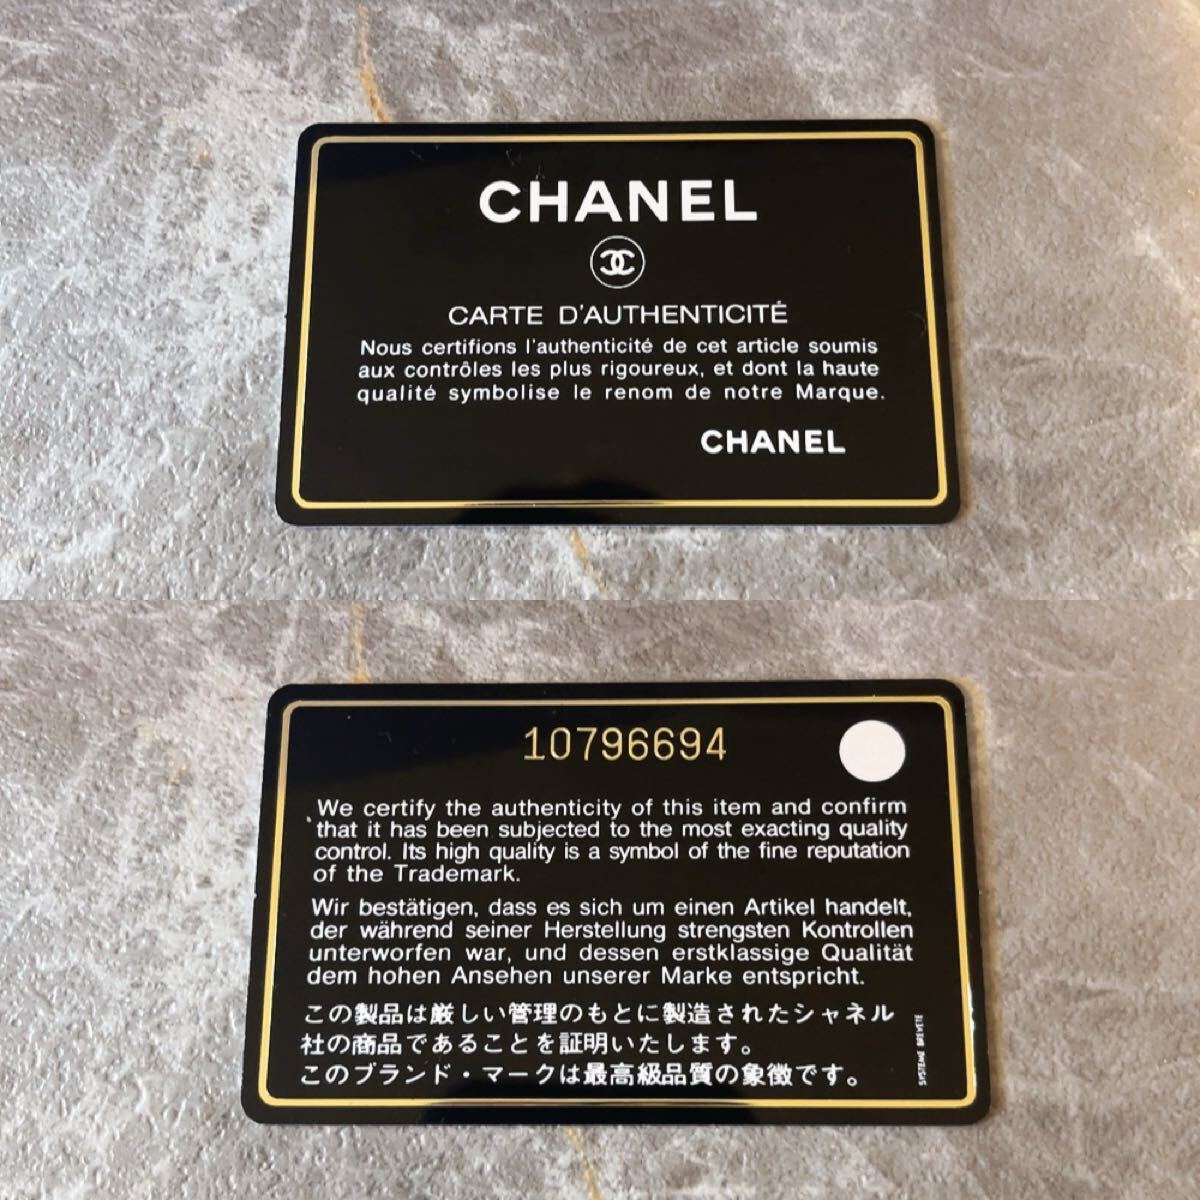 CHANEL
CARTE D'AUTHENTICITÉ
Nous certifions l'authenticité de cet article soumis
aux contrôles les plus rigoureux, et dont la haute
qualité symbolise le renom de notre Marque.
CHANEL
10796694
We certify the authenticity of this item and confirm
that it has been subjected to the most exacting quality
control. Its high quality is a symbol of the fine reputation
of the Trademark.
Wir bestätigen, dass es sich um einen Artikel handelt,
der während seiner Herstellung strengsten Kontrollen
unterworfen war, und dessen erstklassige Qualität
dem hohen Ansehen unserer Marke entspricht.
この製品は厳しい管理のもとに製造されたシャネル
社の商品であることを証明いたします。
このブランド・マークは最高級品質の象徴です。
SYSTEME BREVETE